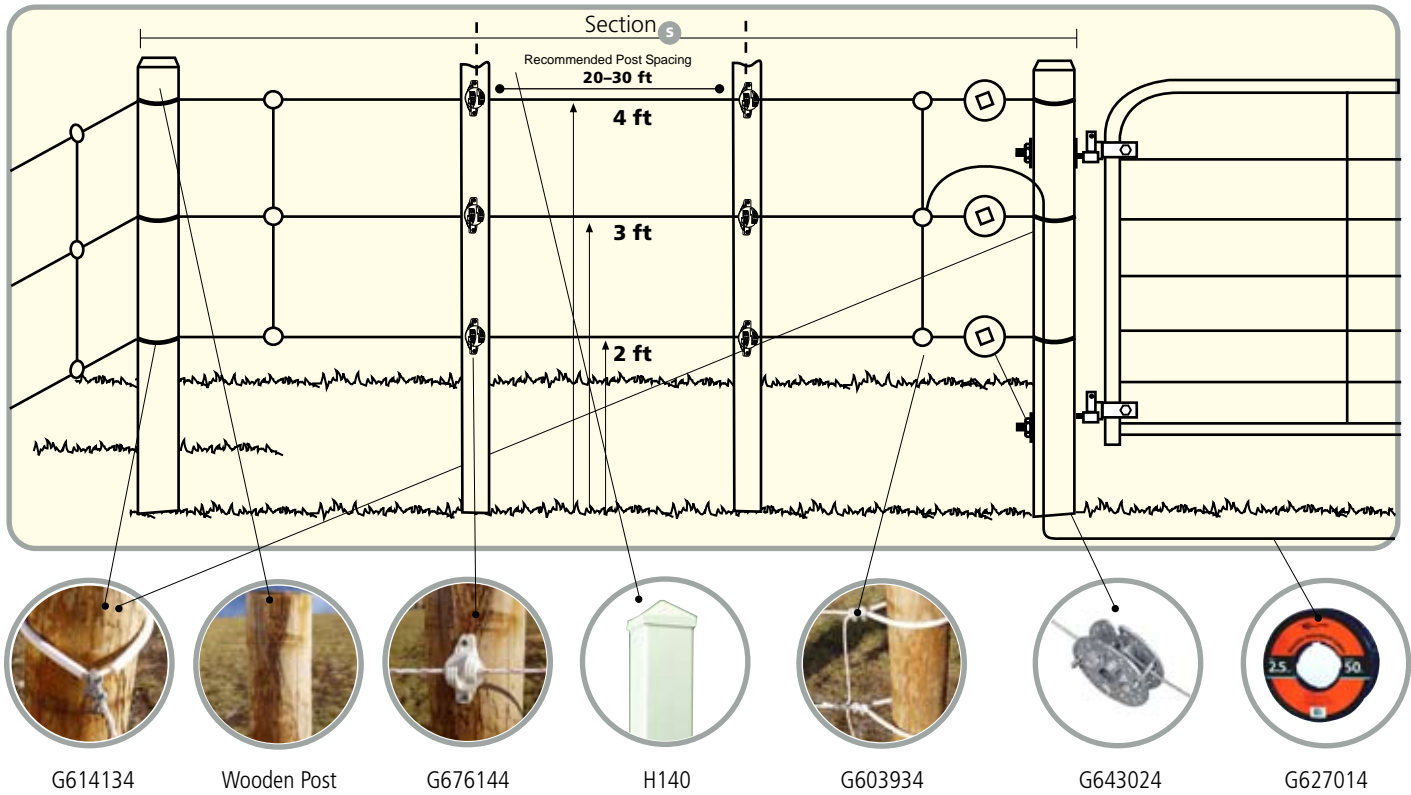 Section S
Recommended Post Spacing
20–30 ft
4 ft
3 ft
2 ft
2.5 50
G614134 Wooden Post G676144 H140 G603934 G643024 G627014